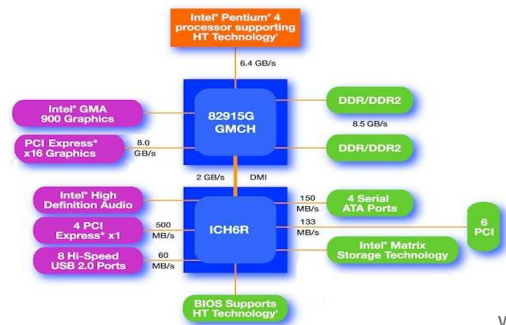 Intel® Pentium® 4
processor supporting
HT Technology¹
6.4 GB/s
Intel® GMA
900 Graphics
82915G
GMCH
DDR/DDR2
8.5 GB/s
PCI Express*
x16 Graphics
8.0
GB/s
DDR/DDR2
2 GB/s
DMI
Intel® High
Definition Audio
150
MB/s
4 Serial
ATA Ports
4 PCI
Express* x1
500
MB/s
ICH6R
133
MB/s
6
PCI
8 Hi-Speed
USB 2.0 Ports
60
MB/s
Intel® Matrix
Storage Technology
BIOS Supports
HT Technology¹